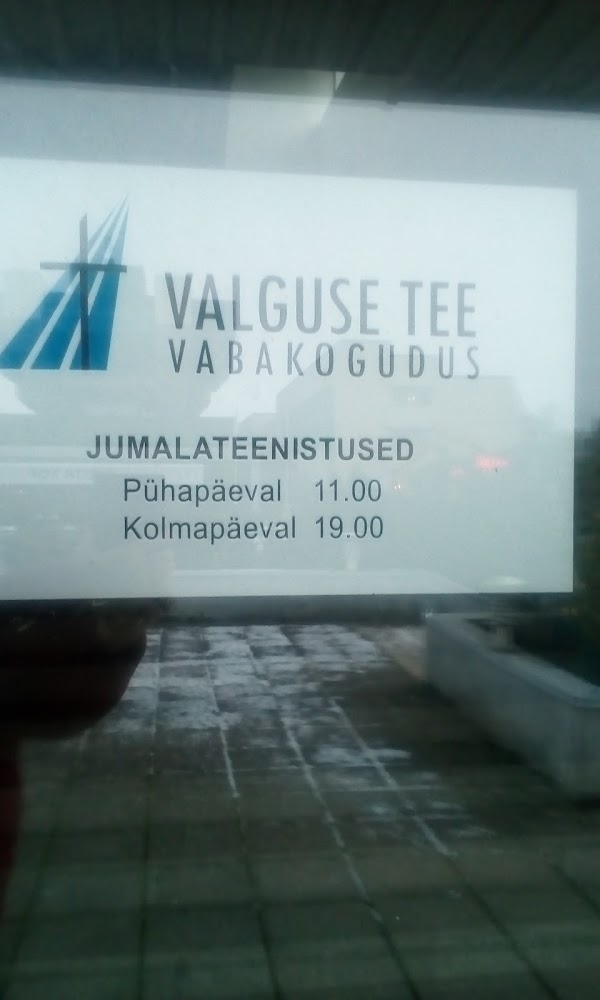 VALGUSE TEE
VABAKOGUDUS
JUMALATEENISTUSED
Pühapäeval 11.00
Kolmapäeval 19.00